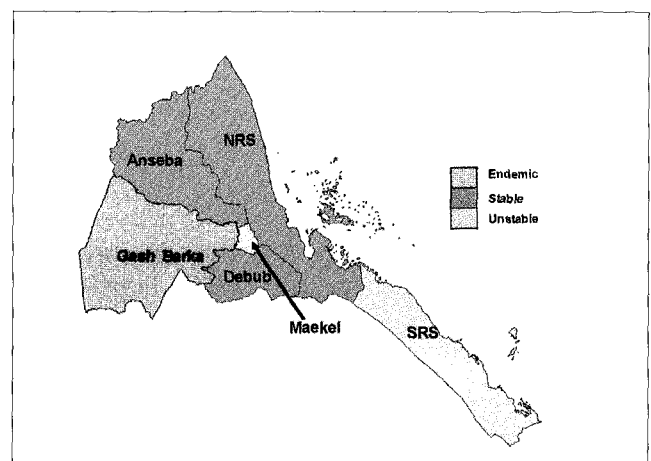 NRS
Anseba
Endemic
Stable
Unstable
Gash Barka
Debub
Maekel
SRS